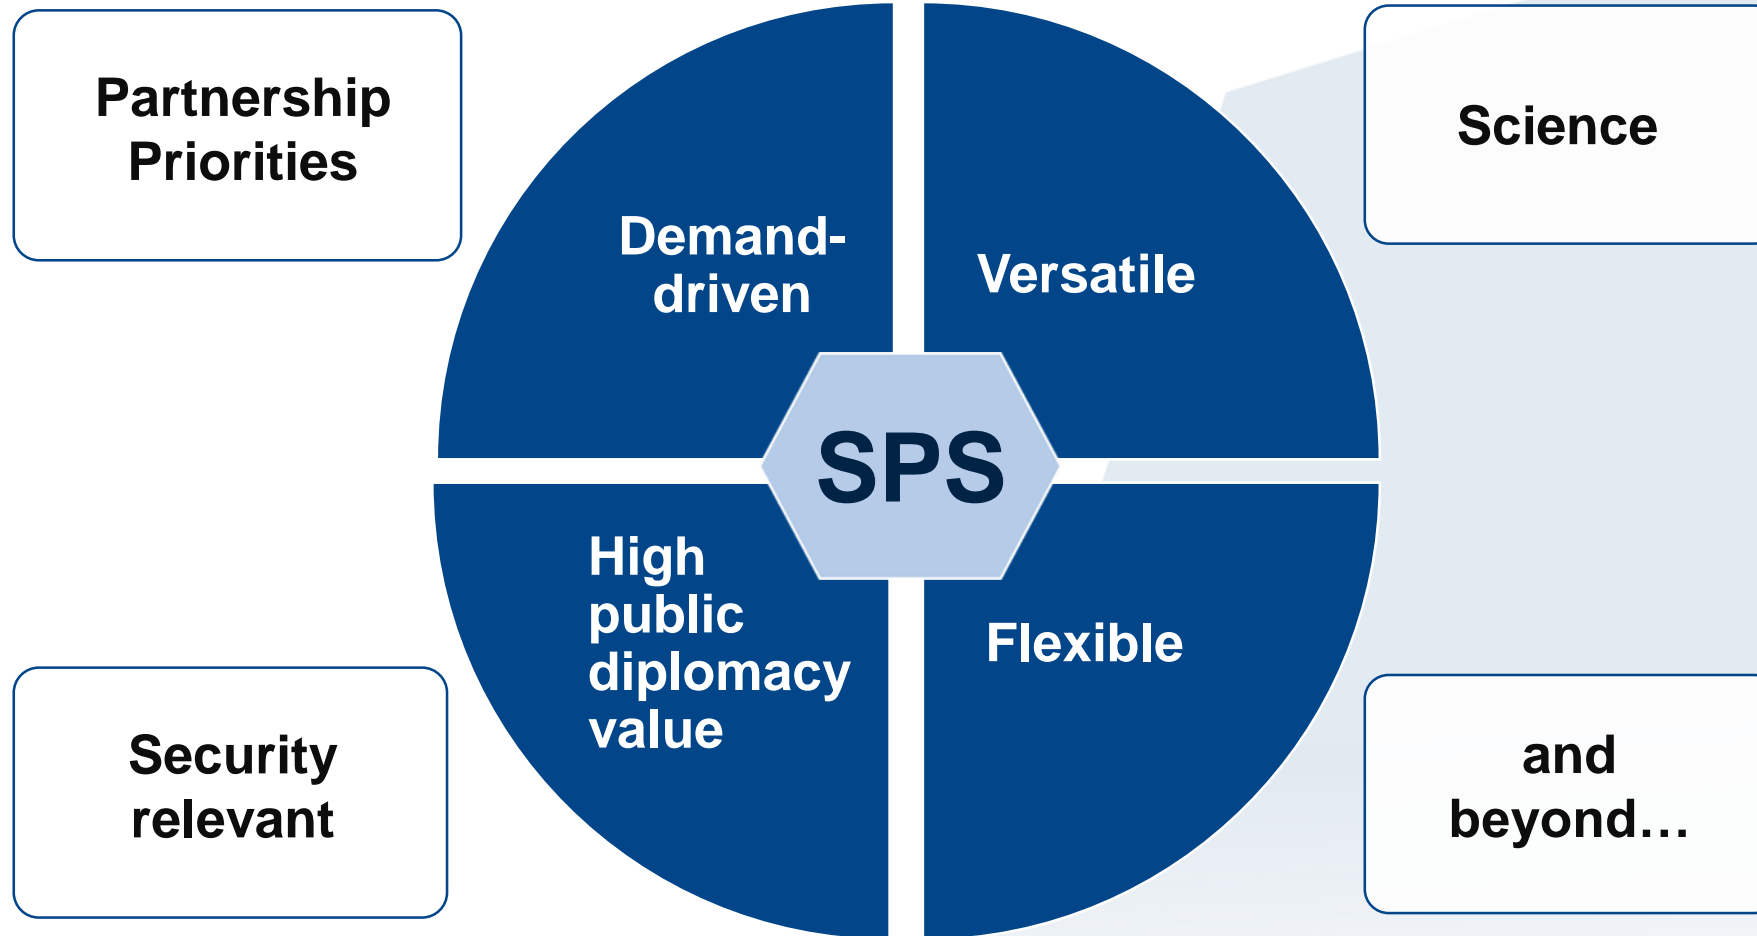 Partnership
Priorities
Science
Demand-
driven
Versatile
SPS
High
public
diplomacy
value
Flexible
Security
relevant
and
beyond…